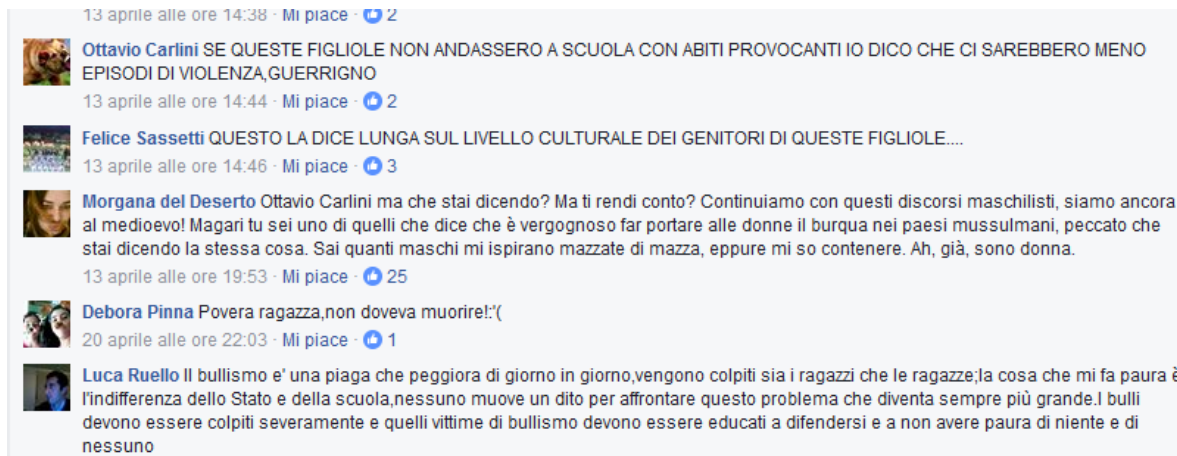 13 aprile alle ore 14:38 · Mi piace · 2
Ottavio Carlini SE QUESTE FIGLIOLE NON ANDASSERO A SCUOLA CON ABITI PROVOCANTI IO DICO CHE CI SAREBBERO MENO
EPISODI DI VIOLENZA,GUERRIGNO
13 aprile alle ore 14:44 · Mi piace · 2
Felice Sassetti QUESTO LA DICE LUNGA SUL LIVELLO CULTURALE DEI GENITORI DI QUESTE FIGLIOLE....
13 aprile alle ore 14:46 · Mi piace · 3
Morgana del Deserto Ottavio Carlini ma che stai dicendo? Ma ti rendi conto? Continuiamo con questi discorsi maschilisti, siamo ancora
al medioevo! Magari tu sei uno di quelli che dice che è vergognoso far portare alle donne il burqua nei paesi mussulmani, peccato che
stai dicendo la stessa cosa. Sai quanti maschi mi ispirano mazzate di mazza, eppure mi so contenere. Ah, già, sono donna.
13 aprile alle ore 19:53 · Mi piace · 25
Debora Pinna Povera ragazza,non doveva muorire!:'(
20 aprile alle ore 22:03 · Mi piace · 1
Luca Ruello Il bullismo e' una piaga che peggiora di giorno in giorno,vengono colpiti sia i ragazzi che le ragazze;la cosa che mi fa paura è
l'indifferenza dello Stato e della scuola,nessuno muove un dito per affrontare questo problema che diventa sempre più grande.I bulli
devono essere colpiti severamente e quelli vittime di bullismo devono essere educati a difendersi e a non avere paura di niente e di
nessuno